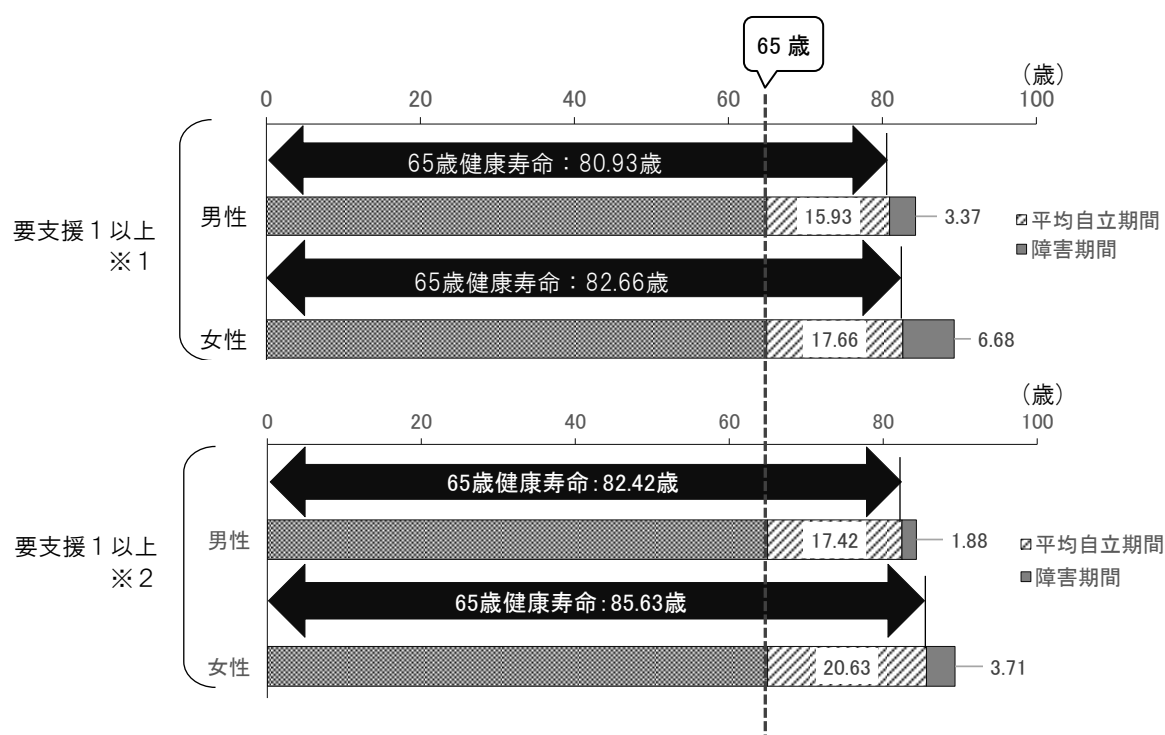 65 歳
（歳）
0 20 40 60 80 100
65歳健康寿命：80.93歳
男性 15.93 3.37
要支援１以上
※１
平均自立期間
障害期間
65歳健康寿命：82.66歳
女性 17.66 6.68
（歳）
0 20 40 60 80 100
65歳健康寿命：82.42歳
男性 17.42 1.88
要支援１以上
※２
平均自立期間
障害期間
65歳健康寿命：85.63歳
女性 20.63 3.71